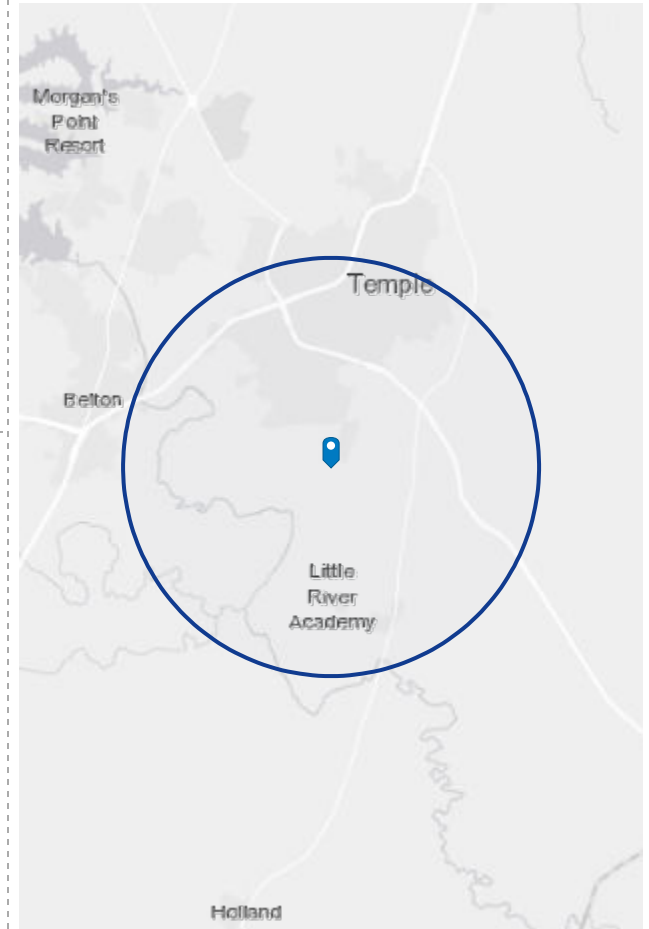 Morgan's
Point
Resort
Temple
Belton
Little
River
Academy
Holland